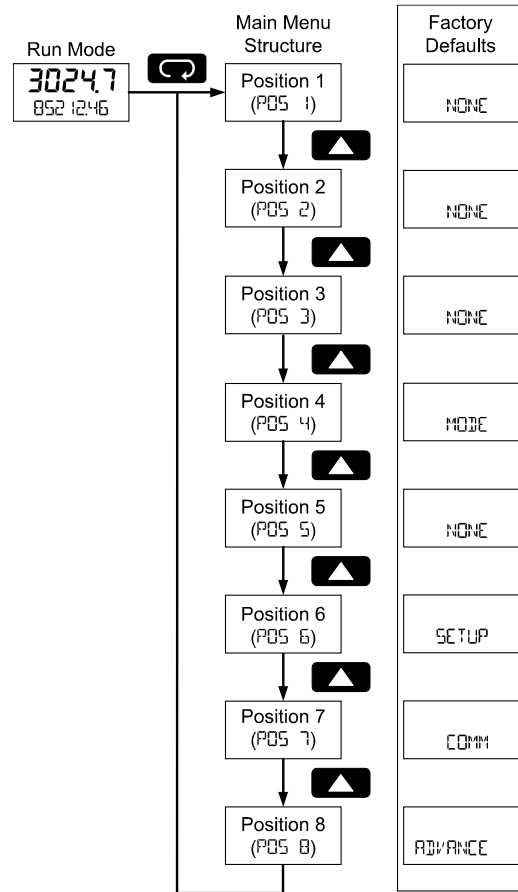 Run Mode
3024.7
85212.46
Main Menu
Structure
Factory
Defaults
Position 1
(POS 1)
NONE
Position 2
(POS 2)
NONE
Position 3
(POS 3)
NONE
Position 4
(POS 4)
MODE
Position 5
(POS 5)
NONE
Position 6
(POS 6)
SETUP
Position 7
(POS 7)
COMM
Position 8
(POS 8)
ADVANCE